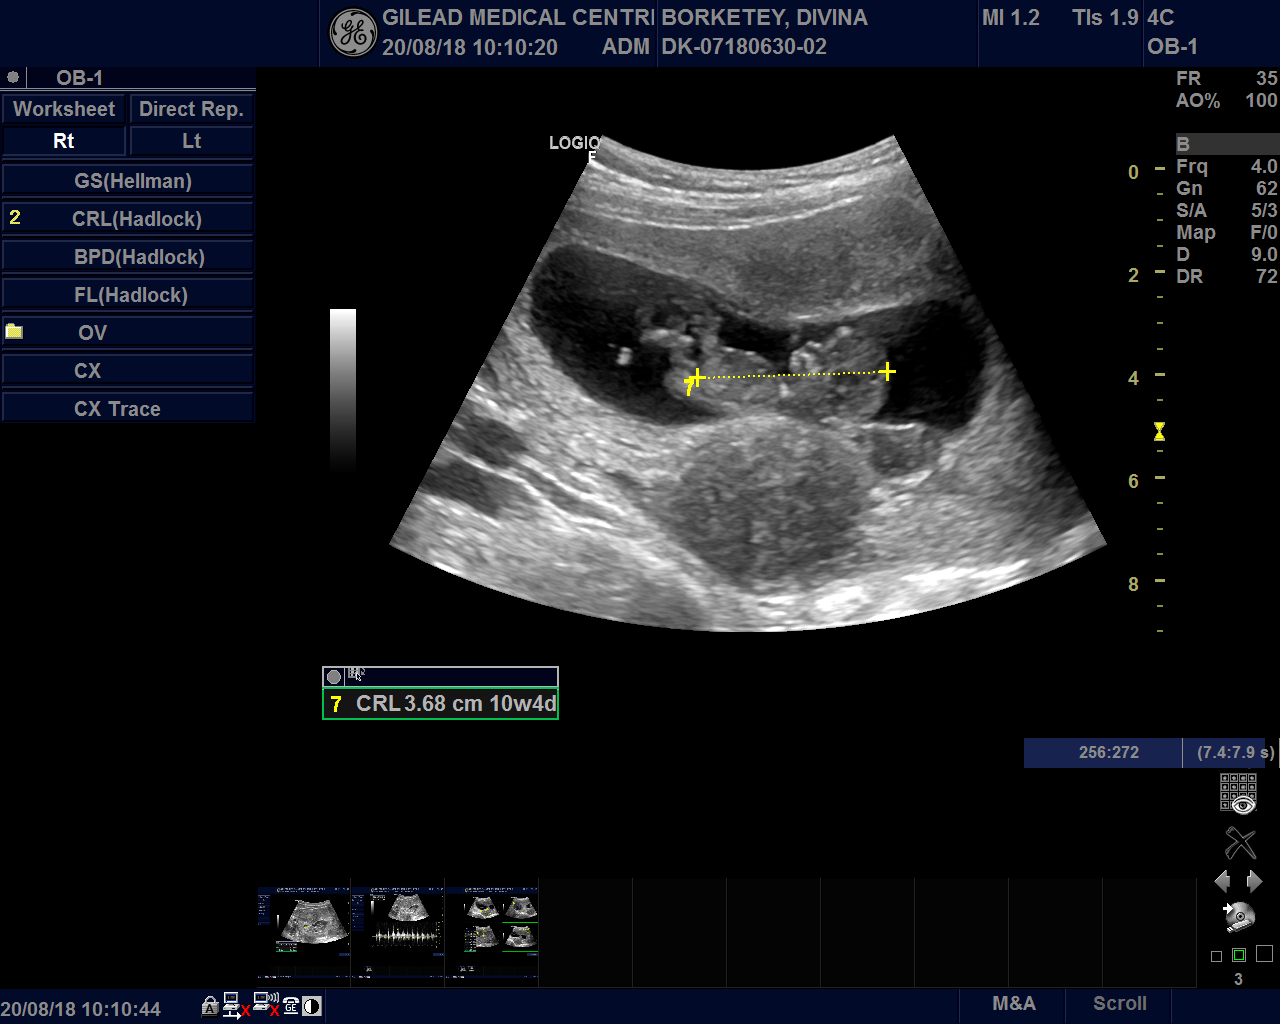 GILEAD MEDICAL CENTR
BORKETEY, DIVINA
MI 1.2 TIs 1.9 4C
20/08/18 10:10:20 ADM DK-07180630-02
OB-1
OB-1
Worksheet Direct Rep.
Rt Lt
GS(Hellman)
2 CRL(Hadlock)
BPD(Hadlock)
FL(Hadlock)
OV
CX
CX Trace
LOGIQ
E
0
2
4
6
8
7
FR 35
AO% 100
B
Frq 4.0
Gn 62
S/A 5/3
Map F/0
D 9.0
DR 72
7 CRL 3.68 cm 10w4d
256:272 (7.4:7.9 s)
3
20/08/18 10:10:44
M&A Scroll